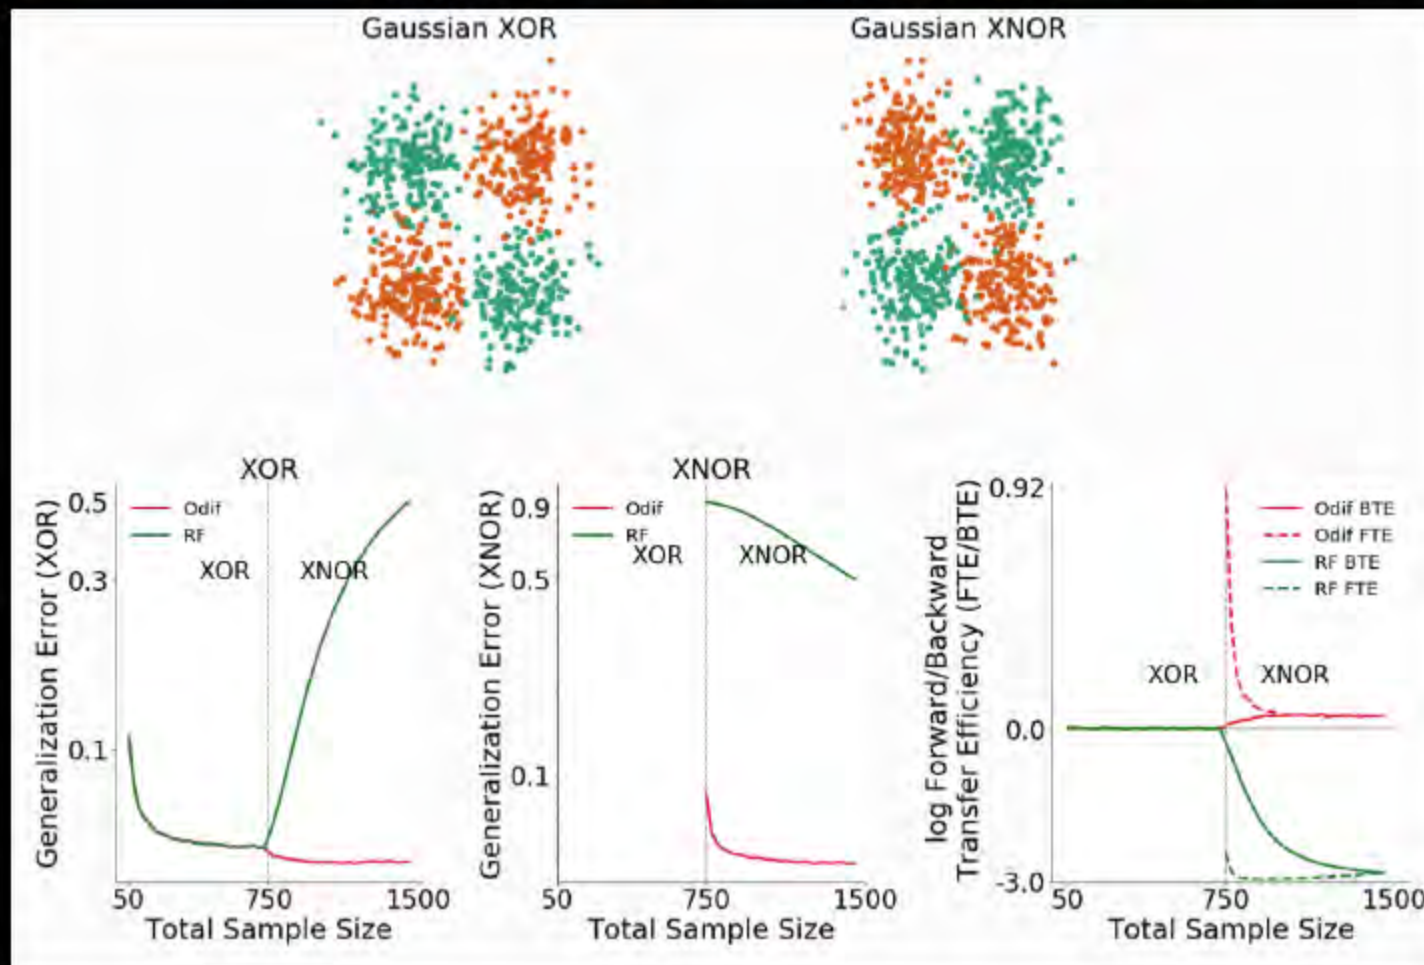 Gaussian XOR
Gaussian XNOR
XOR
Generalization Error (XOR)
0.5
0.3
0.1
Odif
RF
XOR
XNOR
50
750
1500
Total Sample Size
XNOR
Generalization Error (XNOR)
0.9
0.5
0.1
Odif
RF
XOR
XNOR
50
750
1500
Total Sample Size
log Forward/Backward
Transfer Efficiency (FTE/BTE)
0.92
0.0
-3.0
Odif BTE
Odif FTE
RF BTE
RF FTE
XOR
XNOR
50
750
1500
Total Sample Size